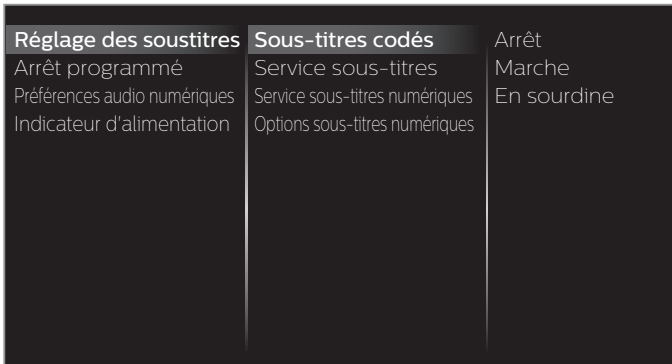 Réglage des soustitres
Arrêt programmé
Préférences audio numériques
Indicateur d'alimentation
Sous-titres codés
Service sous-titres
Service sous-titres numériques
Options sous-titres numériques
Arrêt
Marche
En sourdine